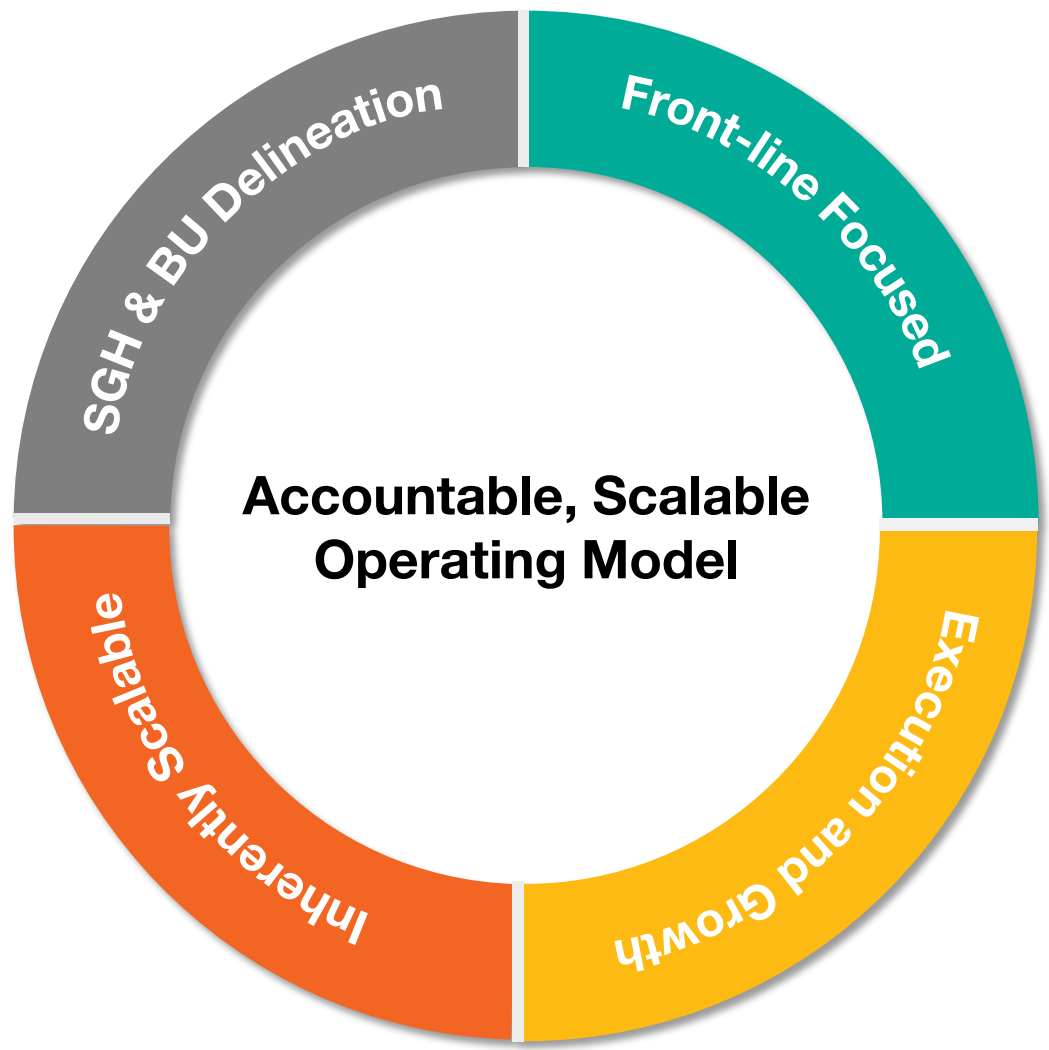 SGH & BU Delineation
Front-line Focused
Accountable, Scalable
Operating Model
Inherently Scalable
Execution and Growth